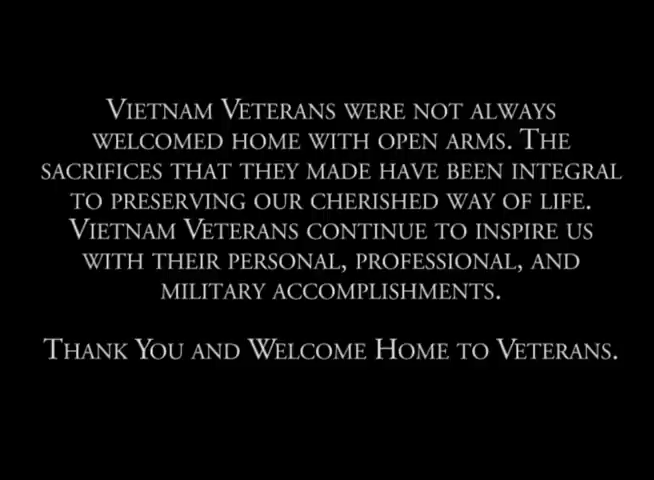 Vietnam Veterans were not always
welcomed home with open arms. The
sacrifices that they made have been integral
to preserving our cherished way of life.
Vietnam Veterans continue to inspire us
with their personal, professional, and
military accomplishments.
Thank You and Welcome Home to Veterans.